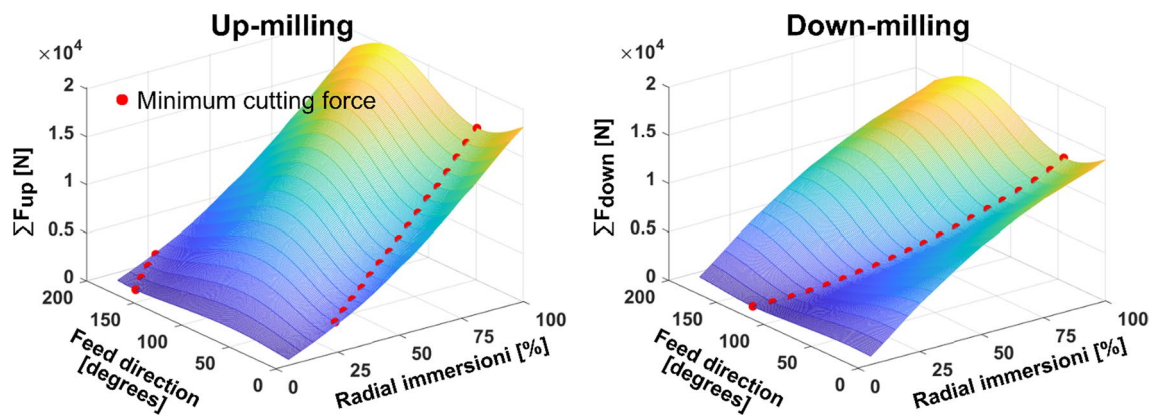 Up-milling
×10⁴
2
1.5
1
0.5
0
∑Fup [N]
Minimum cutting force
200
150
100
50
0
Feed direction
[degrees]
0
25
50
75
100
Radial immersioni [%]
Down-milling
×10⁴
2
1.5
1
0.5
0
∑Fdown [N]
200
150
100
50
0
Feed direction
[degrees]
0
25
50
75
100
Radial immersioni [%]